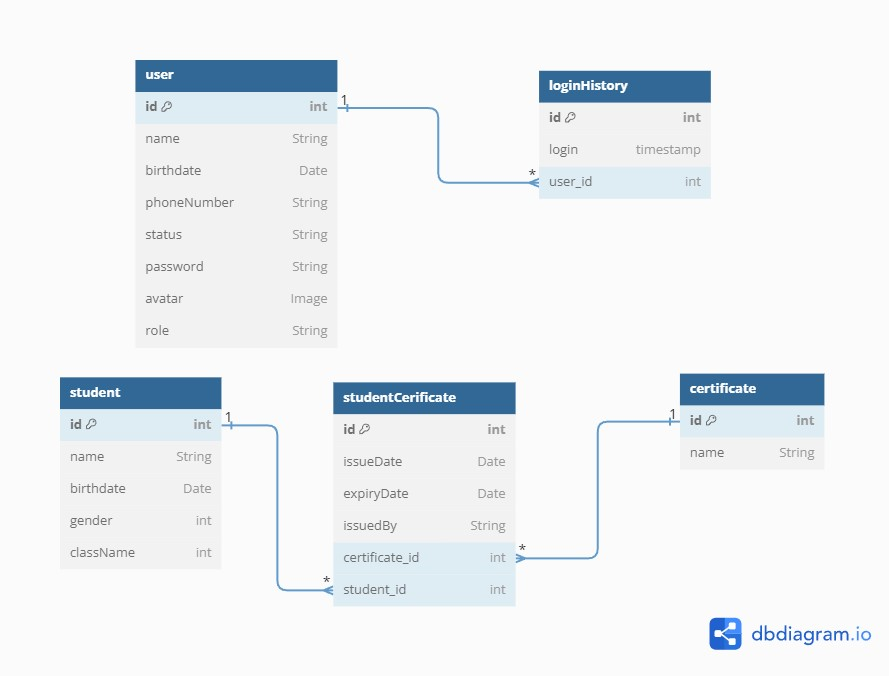 user
id int
name String
birthdate Date
phoneNumber String
status String
password String
avatar Image
role String
1
*
loginHistory
id int
login timestamp
user_id int
student
id int
name String
birthdate Date
gender int
className int
1
*
studentCerificate
id int
issueDate Date
expiryDate Date
issuedBy String
certificate_id int
student_id int
*
1
certificate
id int
name String
dbdiagram.io